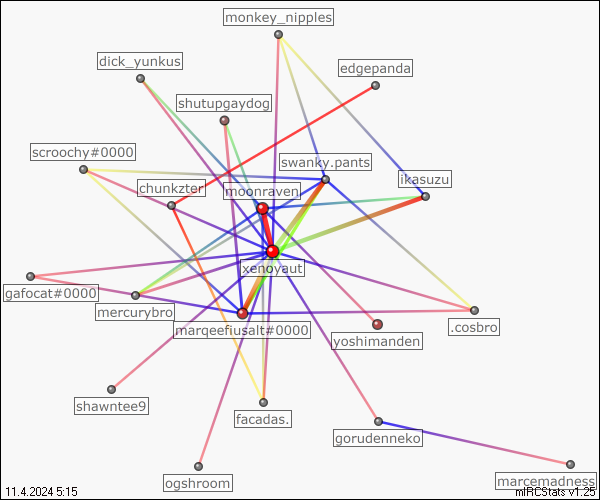 monkey_nipples
dick_yunkus
edgepanda
shutupgaydog
scroochy#0000
swanky.pants
chunkzter
moonraven
ikasuzu
xenoyaut
gafocat#0000
mercurybro
marqeefiusalt#0000
.cosbro
yoshimanden
shawntee9
facadas.
gorudenneko
ogshroom
marcemadness
11.4.2024 5:15
mIRCStats v1.25